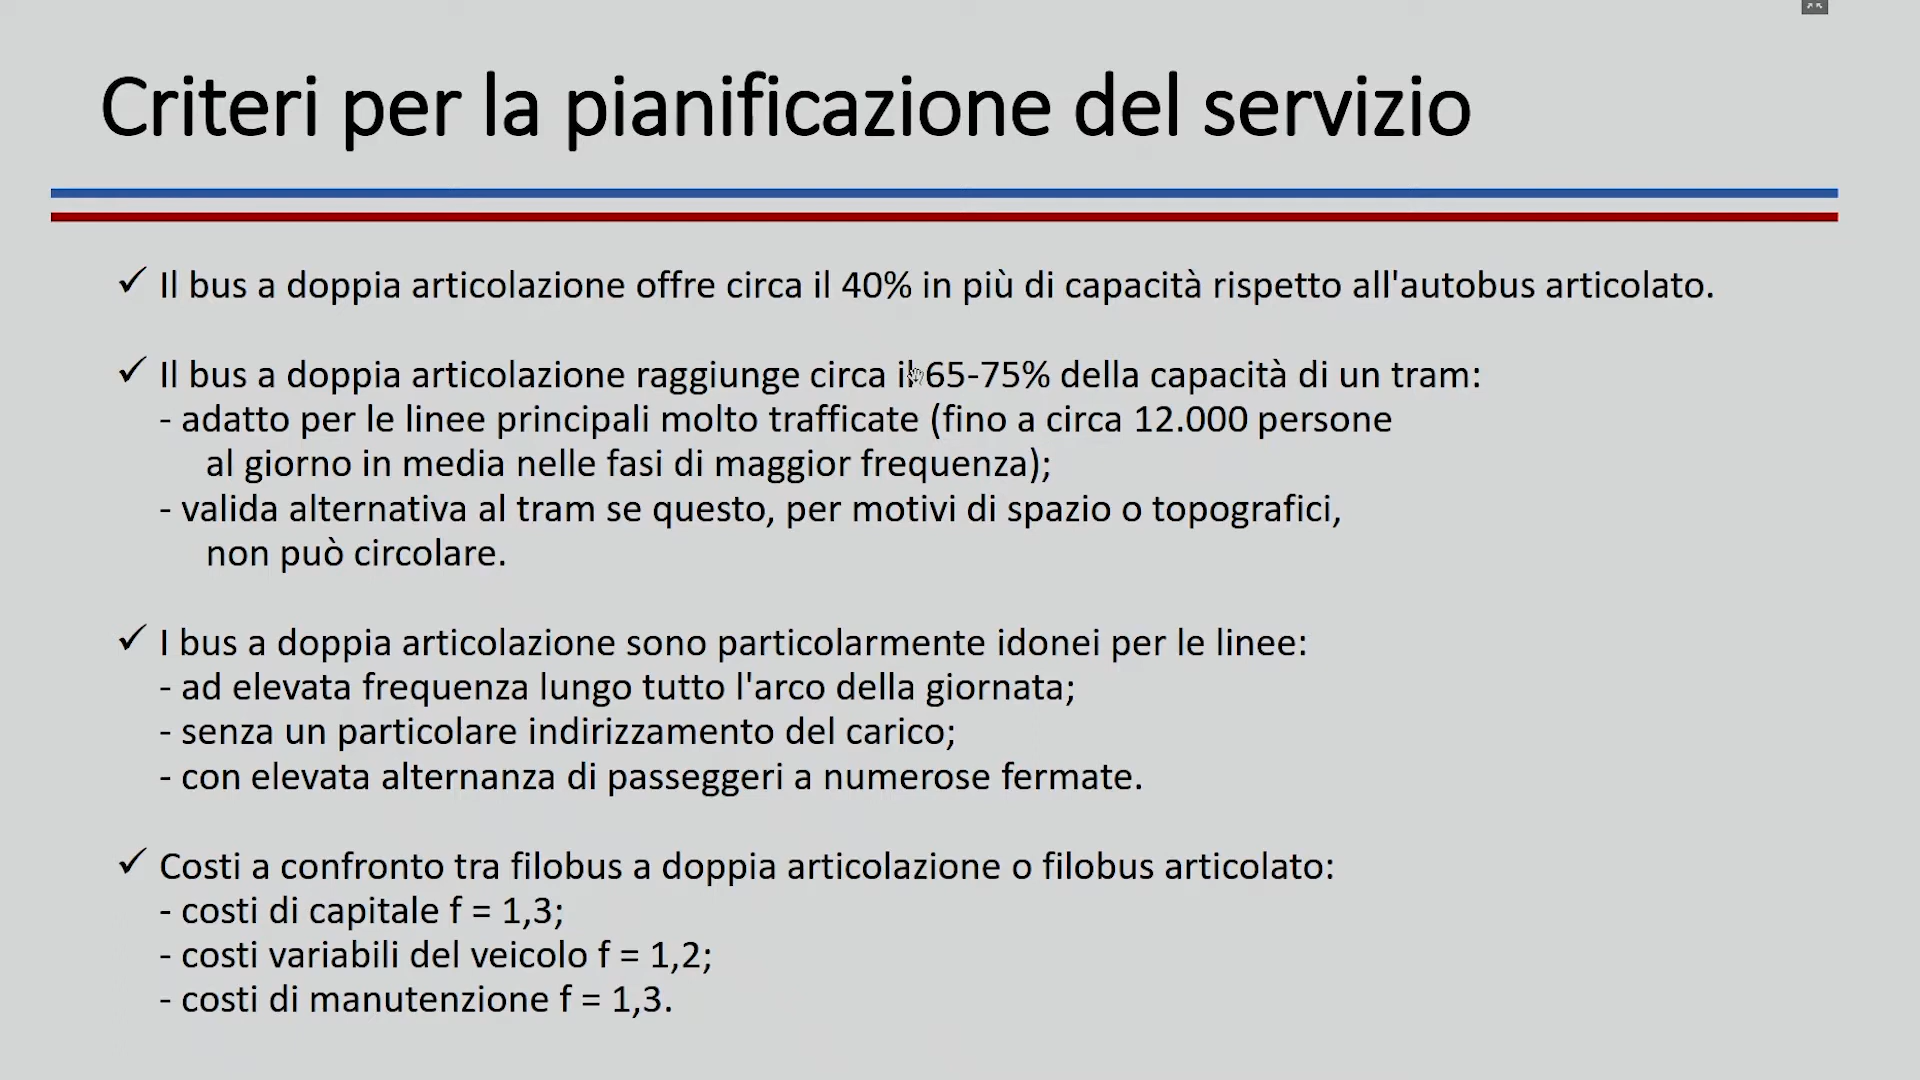 Criteri per la pianificazione del servizio
✓ Il bus a doppia articolazione offre circa il 40% in più di capacità rispetto all'autobus articolato.
✓ Il bus a doppia articolazione raggiunge circa il 65-75% della capacità di un tram:
- adatto per le linee principali molto trafficate (fino a circa 12.000 persone
al giorno in media nelle fasi di maggior frequenza);
- valida alternativa al tram se questo, per motivi di spazio o topografici,
non può circolare.
✓ I bus a doppia articolazione sono particolarmente idonei per le linee:
- ad elevata frequenza lungo tutto l'arco della giornata;
- senza un particolare indirizzamento del carico;
- con elevata alternanza di passeggeri a numerose fermate.
✓ Costi a confronto tra filobus a doppia articolazione o filobus articolato:
- costi di capitale f = 1,3;
- costi variabili del veicolo f = 1,2;
- costi di manutenzione f = 1,3.